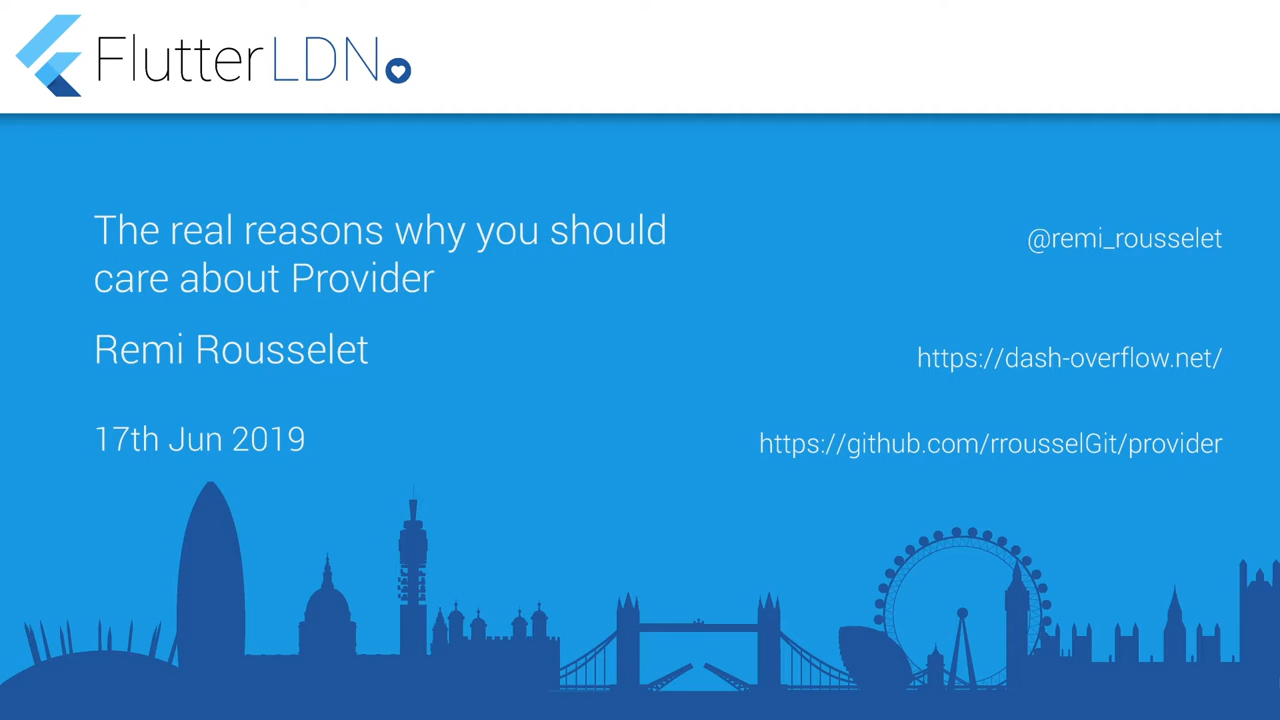 FlutterLDN
The real reasons why you should
care about Provider
Remi Rousselet
17th Jun 2019
@remi_rousselet
https://dash-overflow.net/
https://github.com/rrousselGit/provider